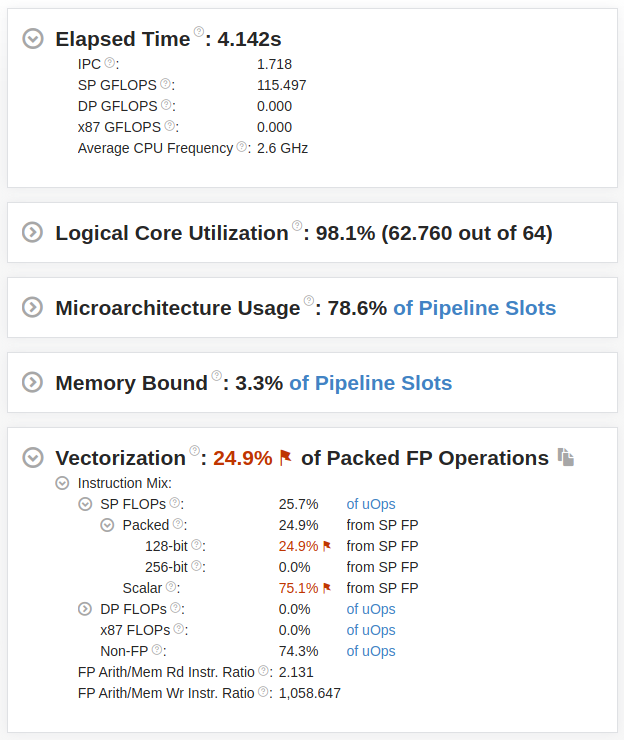 Elapsed Time ?: 4.142s
IPC ?: 1.718
SP GFLOPS ?: 115.497
DP GFLOPS ?: 0.000
x87 GFLOPS ?: 0.000
Average CPU Frequency ?: 2.6 GHz
Logical Core Utilization ?: 98.1% (62.760 out of 64)
Microarchitecture Usage ?: 78.6% of Pipeline Slots
Memory Bound ?: 3.3% of Pipeline Slots
Vectorization ?: 24.9% of Packed FP Operations
Instruction Mix:
SP FLOPs ?: 25.7% of uOps
Packed ?: 24.9% from SP FP
128-bit ?: 24.9% from SP FP
256-bit ?: 0.0% from SP FP
Scalar ?: 75.1% from SP FP
DP FLOPs ?: 0.0% of uOps
x87 FLOPs ?: 0.0% of uOps
Non-FP ?: 74.3% of uOps
FP Arith/Mem Rd Instr. Ratio ?: 2.131
FP Arith/Mem Wr Instr. Ratio ?: 1,058.647